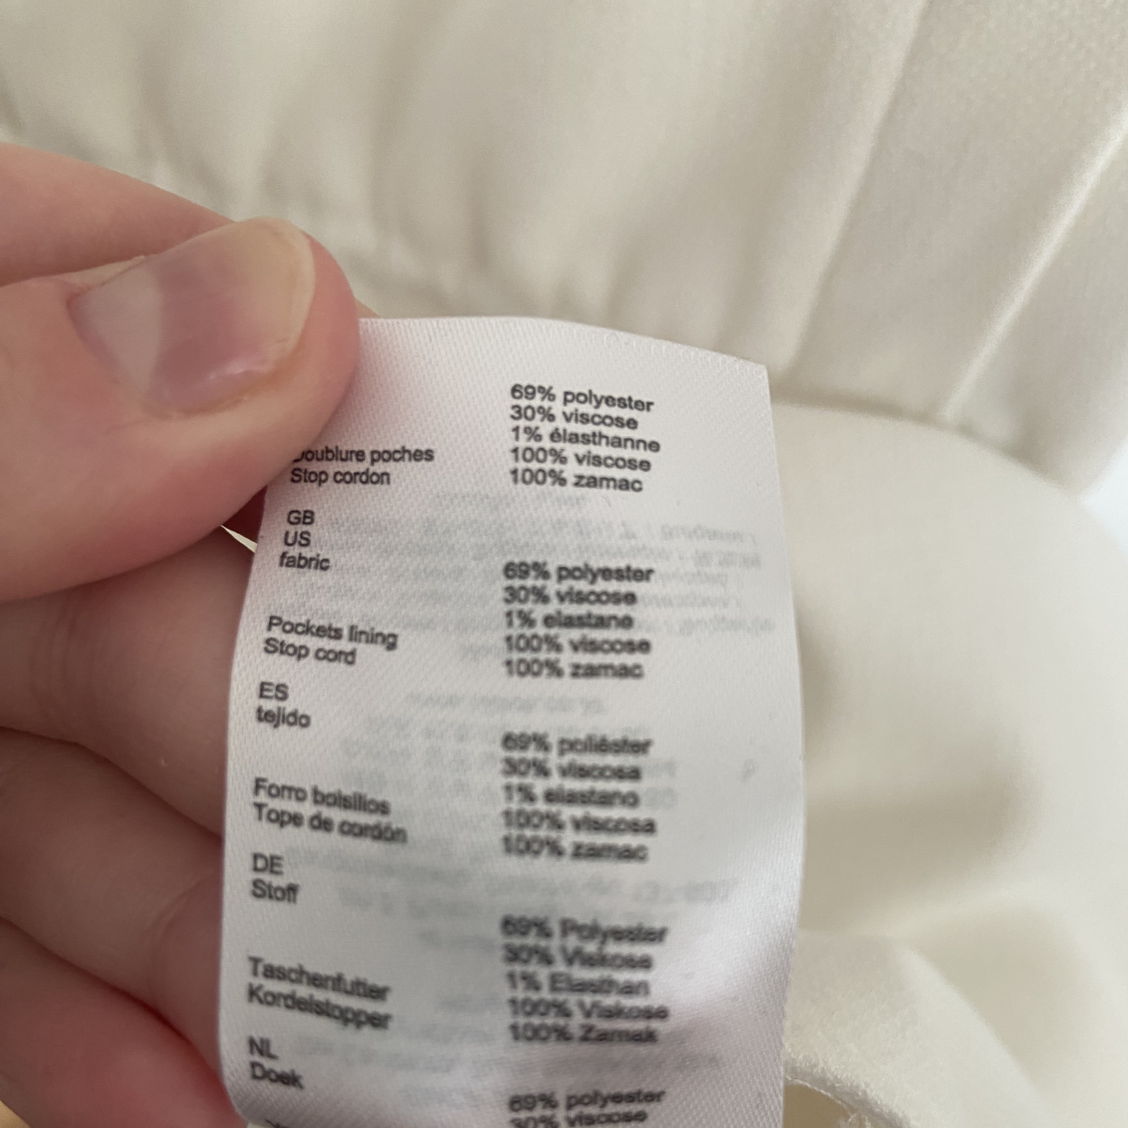 69% polyester
30% viscose
1% élasthanne
Doublure poches 100% viscose
Stop cordon 100% zamac
GB
US
fabric 69% polyester
30% viscose
1% elastane
Pockets lining 100% viscose
Stop cord 100% zamac
ES
tejido 69% poliéster
30% viscosa
1% elastano
Forro bolsillos 100% viscosa
Tope de cordón 100% zamac
DE
Stoff 69% Polyester
30% Viskose
1% Elasthan
Taschenfutter 100% Viskose
Kordelstopper 100% Zamak
NL
Doek 69% polyester
30% viscose